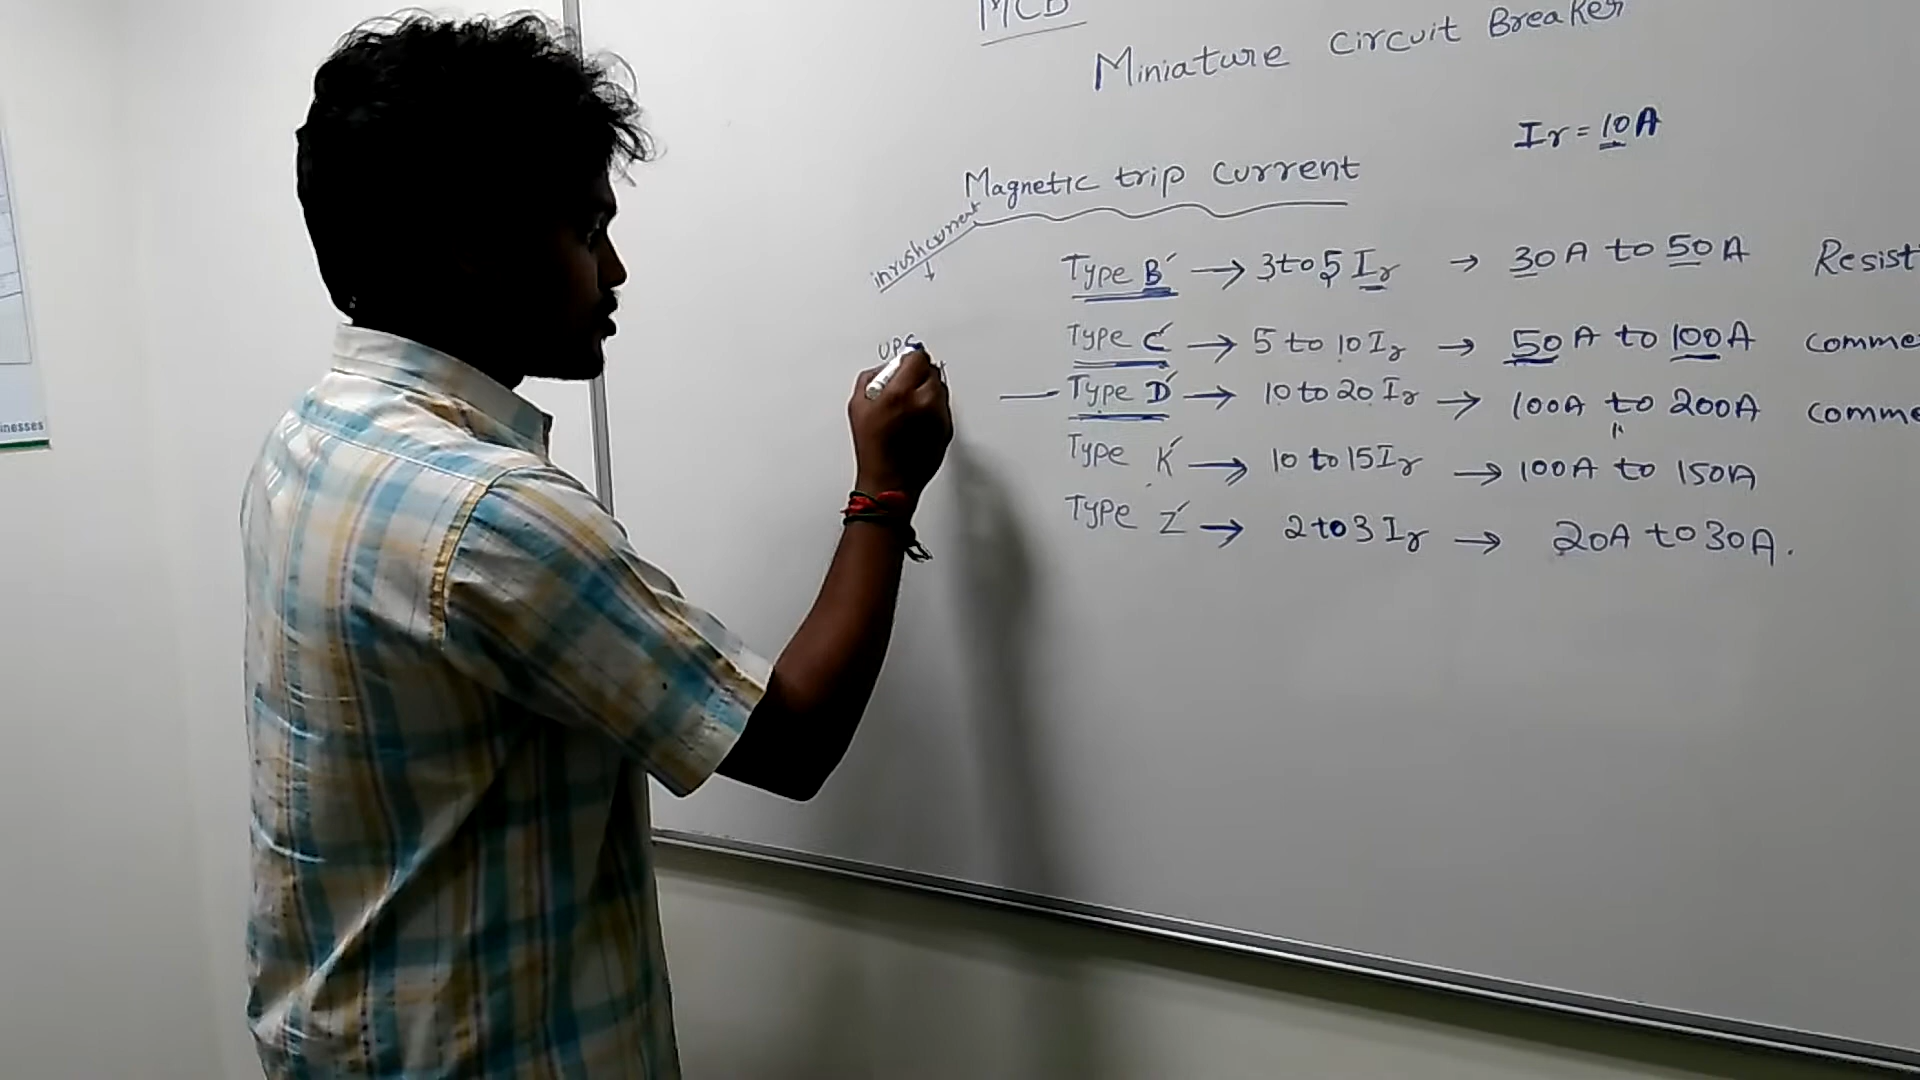 MCB
Miniature Circuit Breaker
Ir = 10A
Magnetic trip current
inrush current
Type B → 3 to 5 Ir → 30A to 50A Resist
UPS
Type C → 5 to 10 Ir → 50A to 100A comme
Type D → 10 to 20 Ir → 100A to 200A comme
Type K → 10 to 15 Ir → 100A to 150A
Type Z → 2 to 3 Ir → 20A to 30A.
inesses